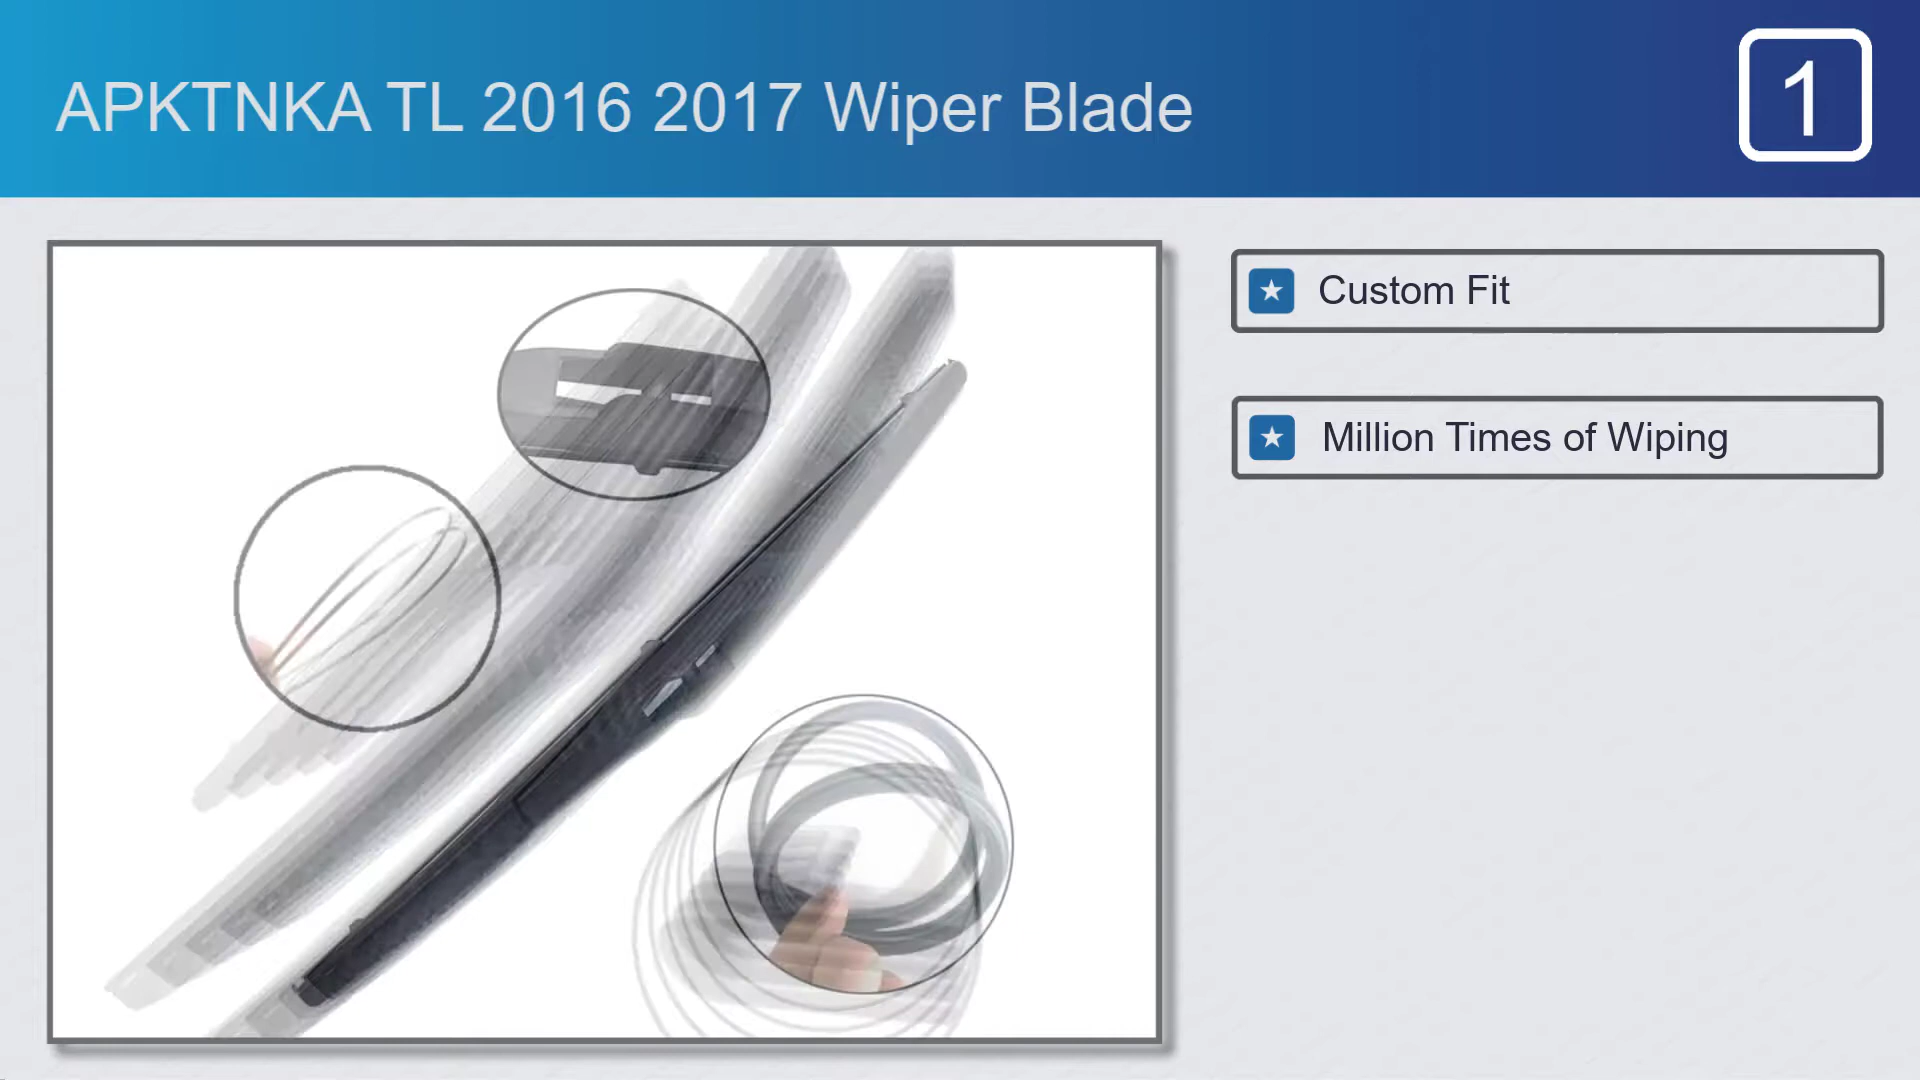 APKTNKA TL 2016 2017 Wiper Blade
1
Custom Fit
Million Times of Wiping